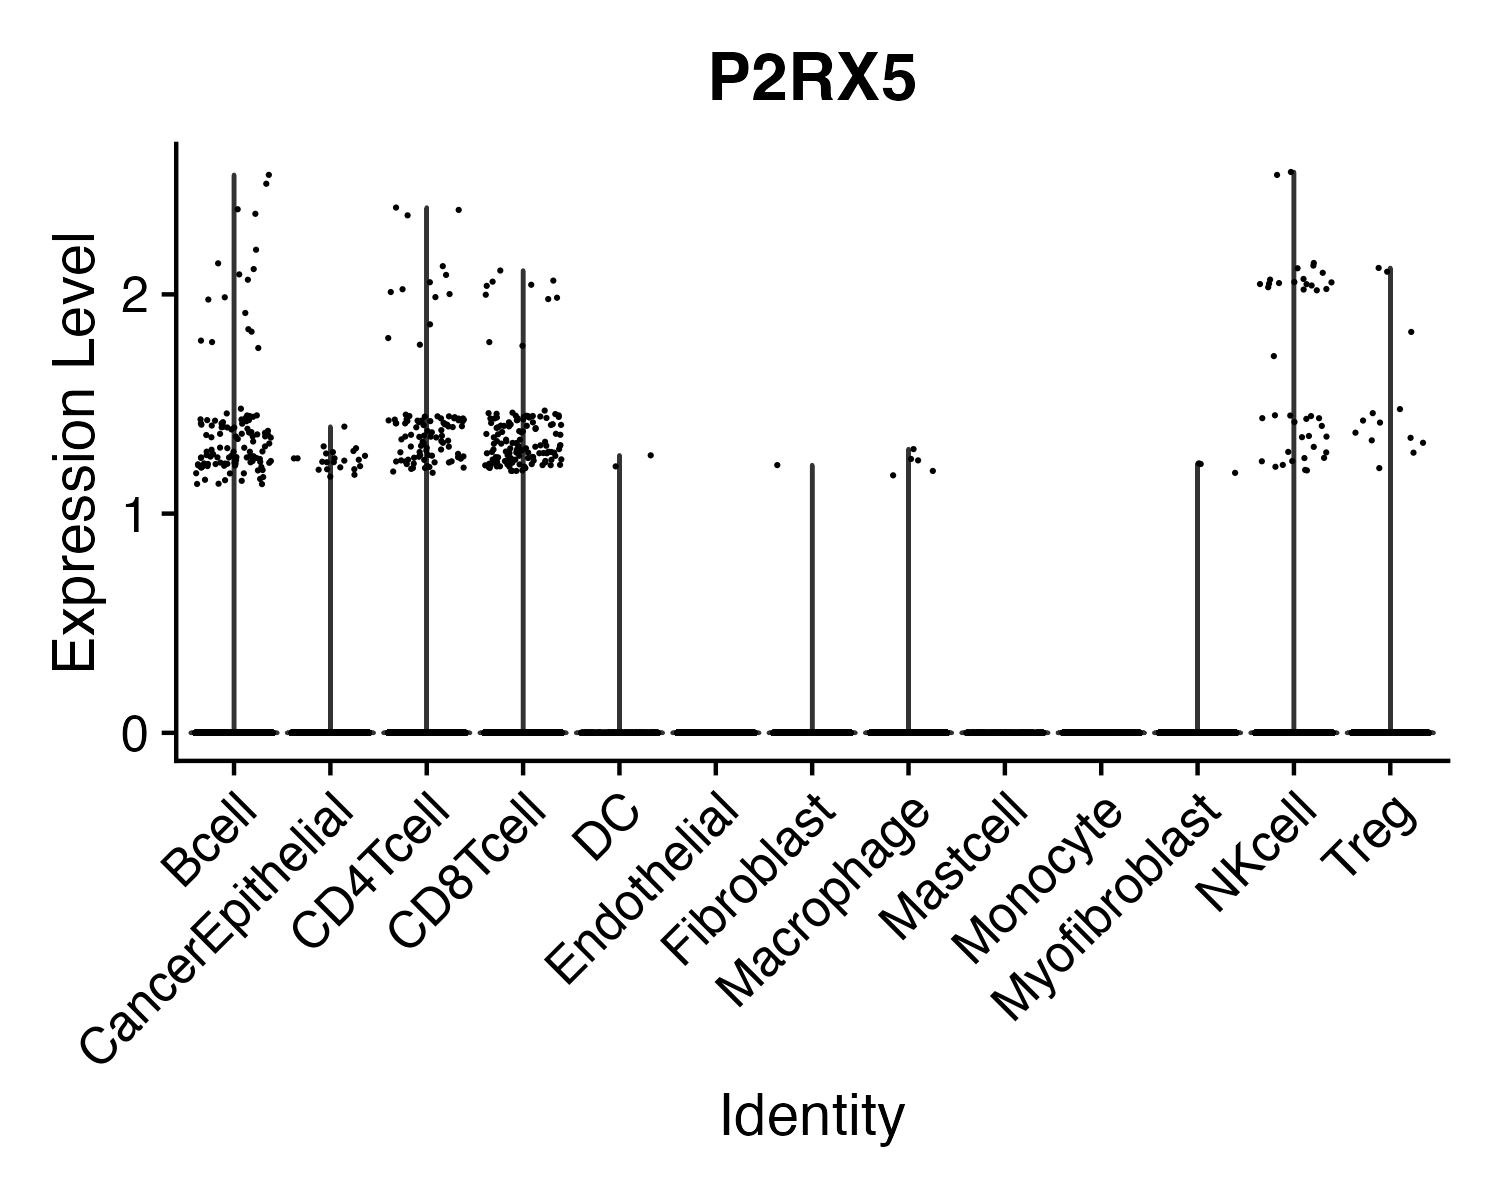 P2RX5
Expression Level
2
1
0
Bcell
CancerEpithelial
CD4Tcell
CD8Tcell
DC
Endothelial
Fibroblast
Macrophage
Mastcell
Monocyte
Myofibroblast
NKcell
Treg
Identity